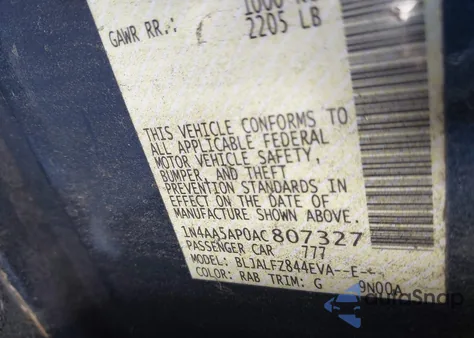 GAWR RR.:
2205 LB
THIS VEHICLE CONFORMS TO
ALL APPLICABLE FEDERAL
MOTOR VEHICLE SAFETY,
BUMPER, AND THEFT
PREVENTION STANDARDS IN
EFFECT ON THE DATE OF
MANUFACTURE SHOWN ABOVE.
1N4AA5AP0AC807327
PASSENGER CAR 777
MODEL: BLJALFZ844EVA--E-
COLOR: RAB TRIM: G 9N00A
AutoSnap